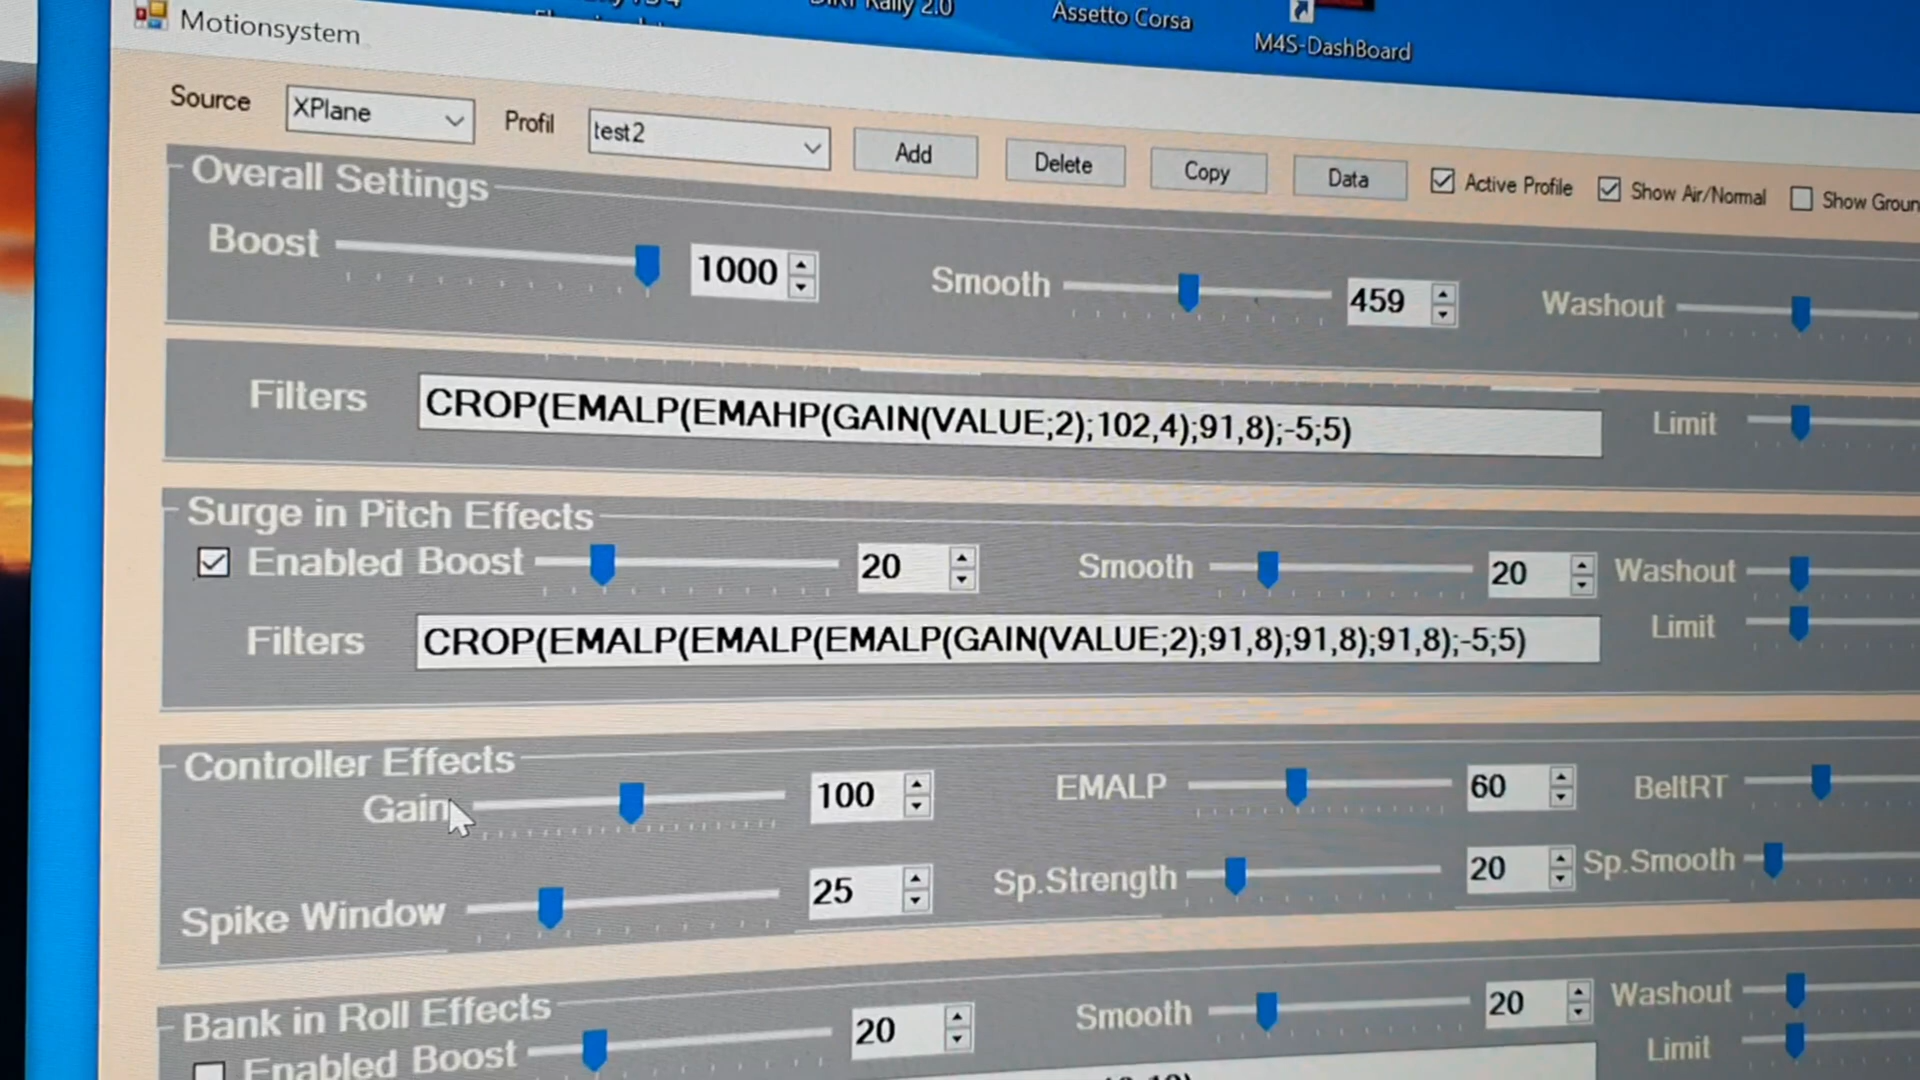 Rally 2.0
Assetto Corsa
M4S-DashBoard
Motionsystem
Source XPlane Profil test2 Add Delete Copy Data Active Profile Show Air/Normal Show Groun
Overall Settings
Boost 1000 Smooth 459 Washout
Filters CROP(EMALP(EMAHP(GAIN(VALUE;2);102,4);91,8);-5;5) Limit
Surge in Pitch Effects
Enabled Boost 20 Smooth 20 Washout
Filters CROP(EMALP(EMALP(EMALP(GAIN(VALUE;2);91,8);91,8);91,8);-5;5) Limit
Controller Effects
Gain 100 EMALP 60 BeltRT
Spike Window 25 Sp.Strength 20 Sp.Smooth
Bank in Roll Effects
Enabled Boost 20 Smooth 20 Washout
Limit